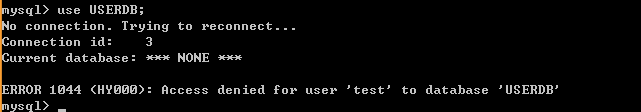 mysql> use USERDB;
No connection. Trying to reconnect...
Connection id:    3
Current database: *** NONE ***

ERROR 1044 (HY000): Access denied for user 'test' to database 'USERDB'
mysql> _